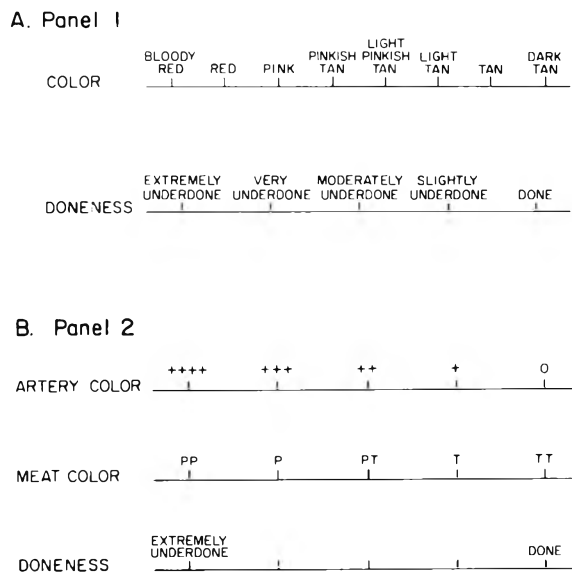 A. Panel 1
BLOODY RED RED PINK PINKISH TAN LIGHT PINKISH TAN LIGHT TAN TAN DARK TAN
COLOR
EXTREMELY UNDERDONE VERY UNDERDONE MODERATELY UNDERDONE SLIGHTLY UNDERDONE DONE
DONENESS
B. Panel 2
++++ +++ ++ + O
ARTERY COLOR
PP P PT T TT
MEAT COLOR
EXTREMELY UNDERDONE DONE
DONENESS